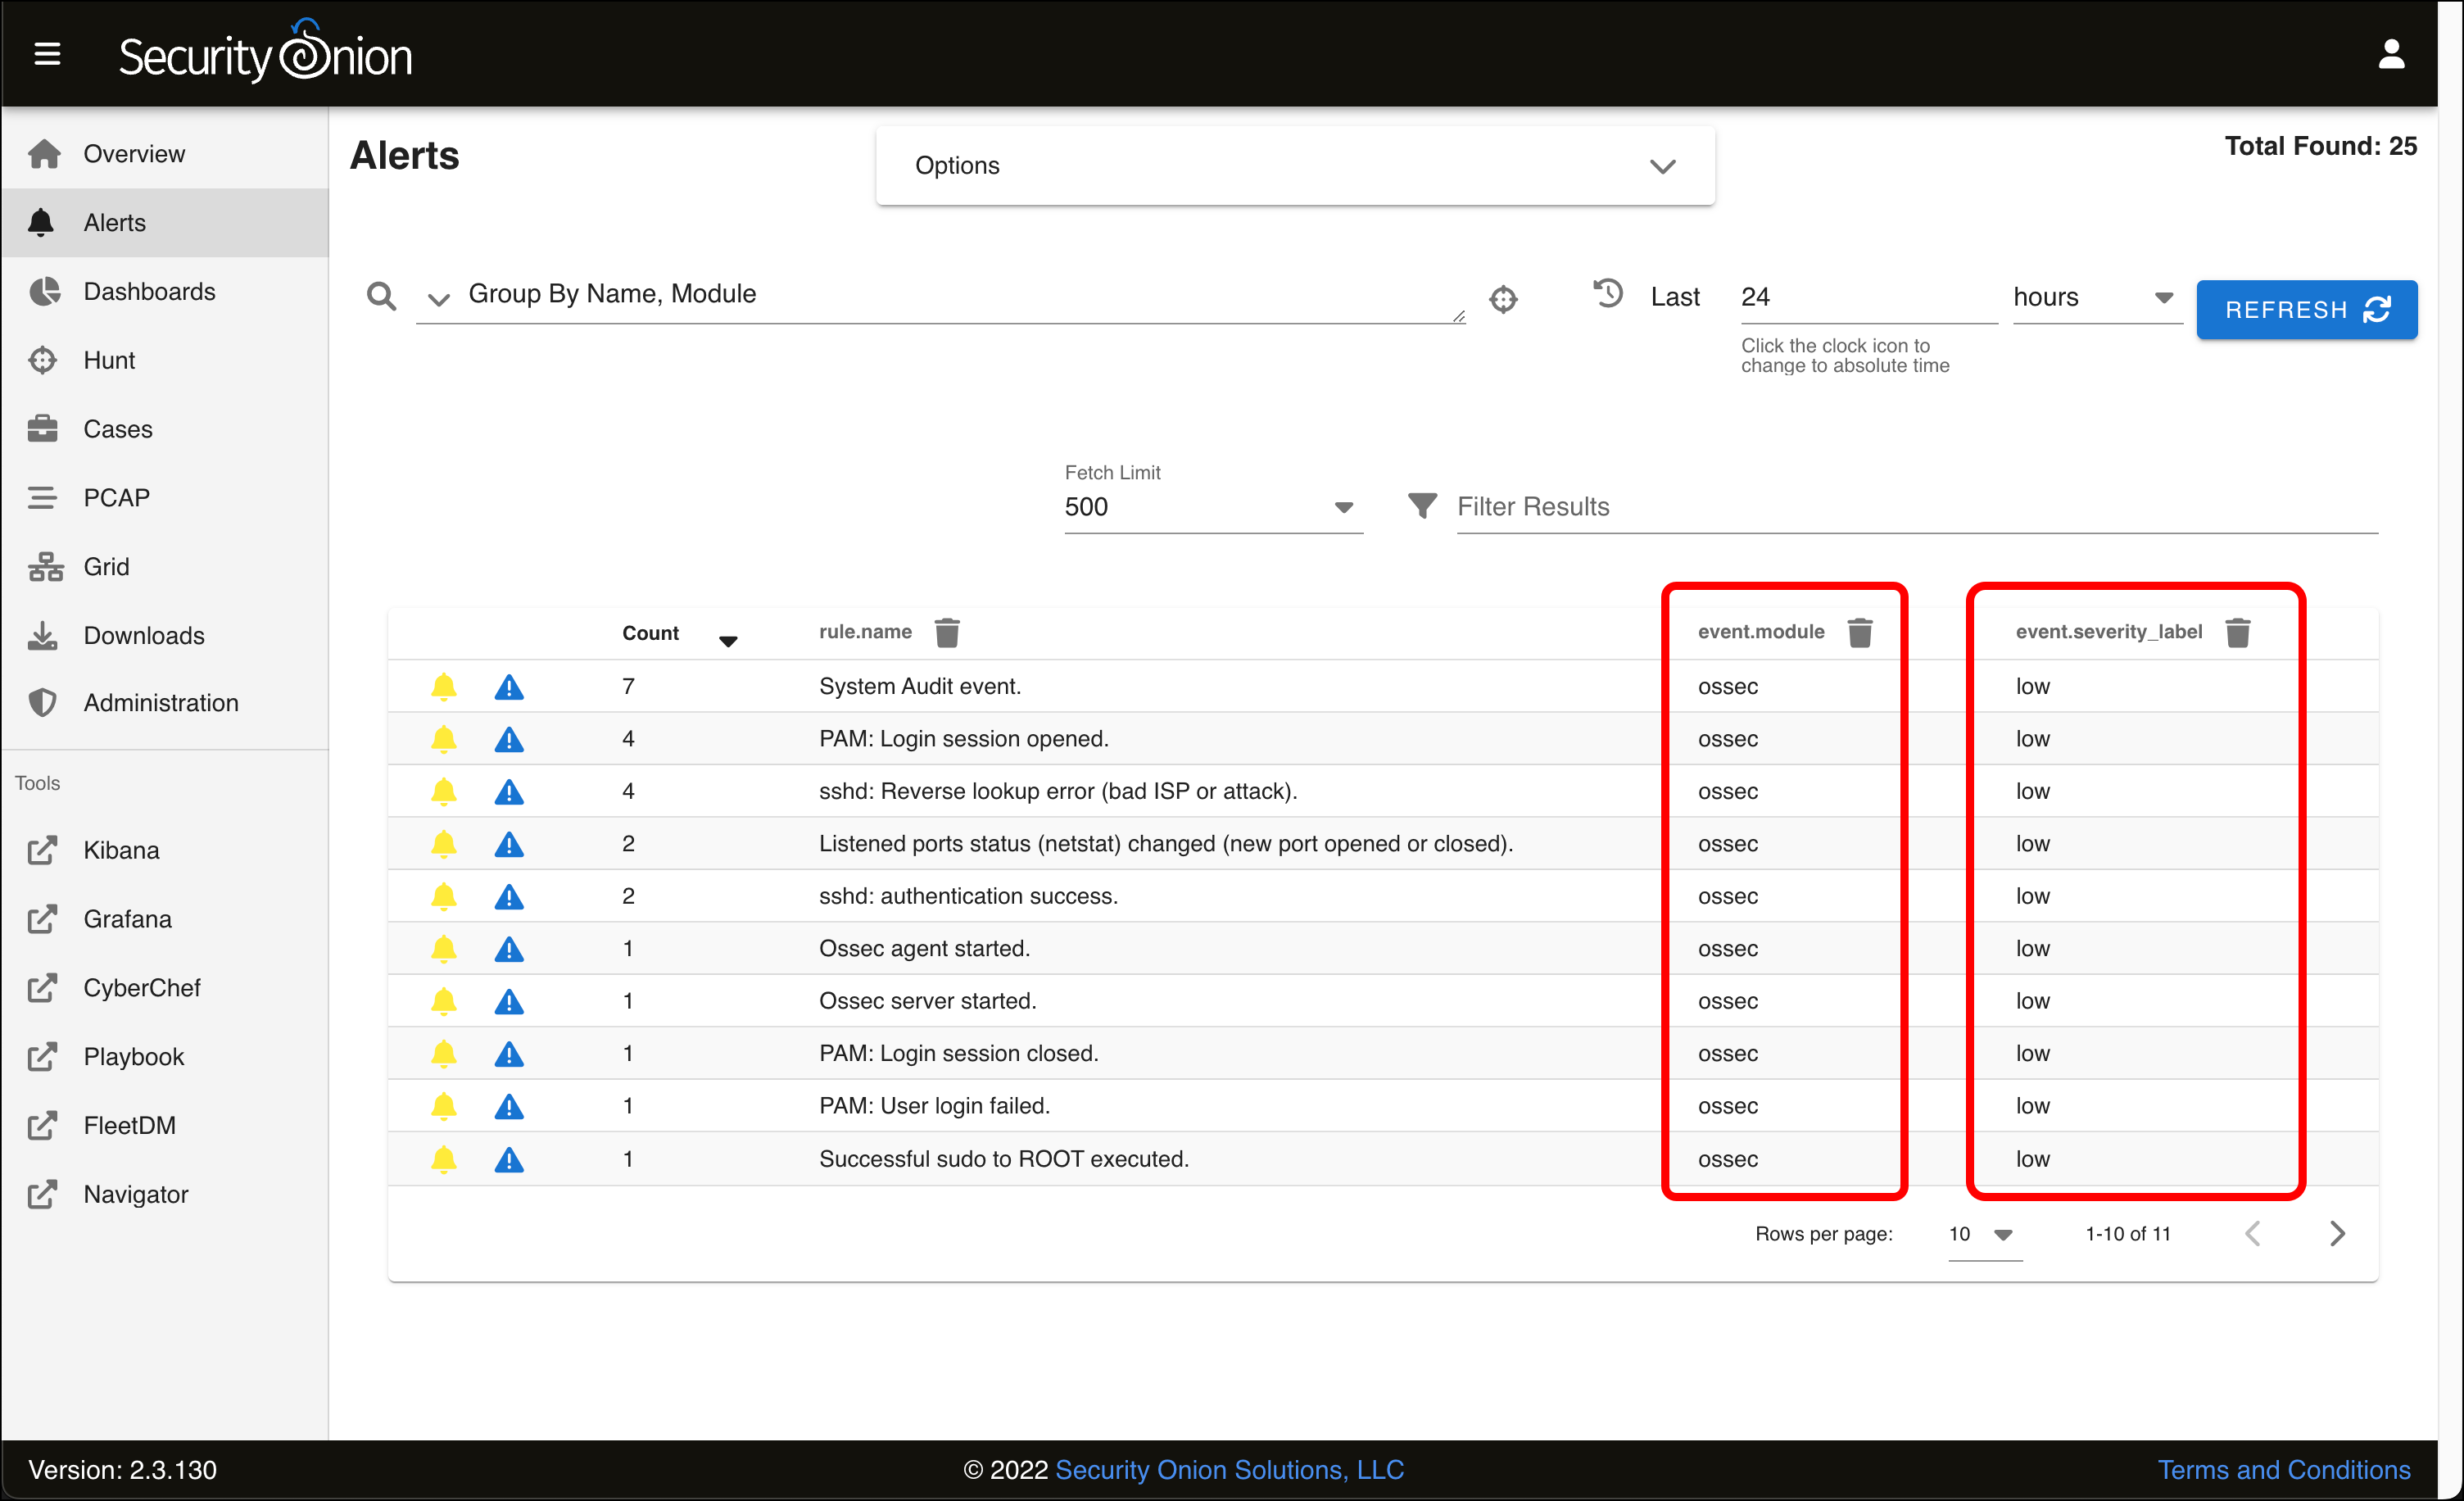 Security Onion
Overview
Alerts
Dashboards
Hunt
Cases
PCAP
Grid
Downloads
Administration
Tools
Kibana
Grafana
CyberChef
Playbook
FleetDM
Navigator
Alerts
Options
Total Found: 25
Group By Name, Module
Last 24 hours
REFRESH
Click the clock icon to
change to absolute time
Fetch Limit
500
Filter Results
Count rule.name event.module event.severity_label
7 System Audit event. ossec low
4 PAM: Login session opened. ossec low
4 sshd: Reverse lookup error (bad ISP or attack). ossec low
2 Listened ports status (netstat) changed (new port opened or closed). ossec low
2 sshd: authentication success. ossec low
1 Ossec agent started. ossec low
1 Ossec server started. ossec low
1 PAM: Login session closed. ossec low
1 PAM: User login failed. ossec low
1 Successful sudo to ROOT executed. ossec low
Rows per page: 10 1-10 of 11
Version: 2.3.130
© 2022 Security Onion Solutions, LLC
Terms and Conditions